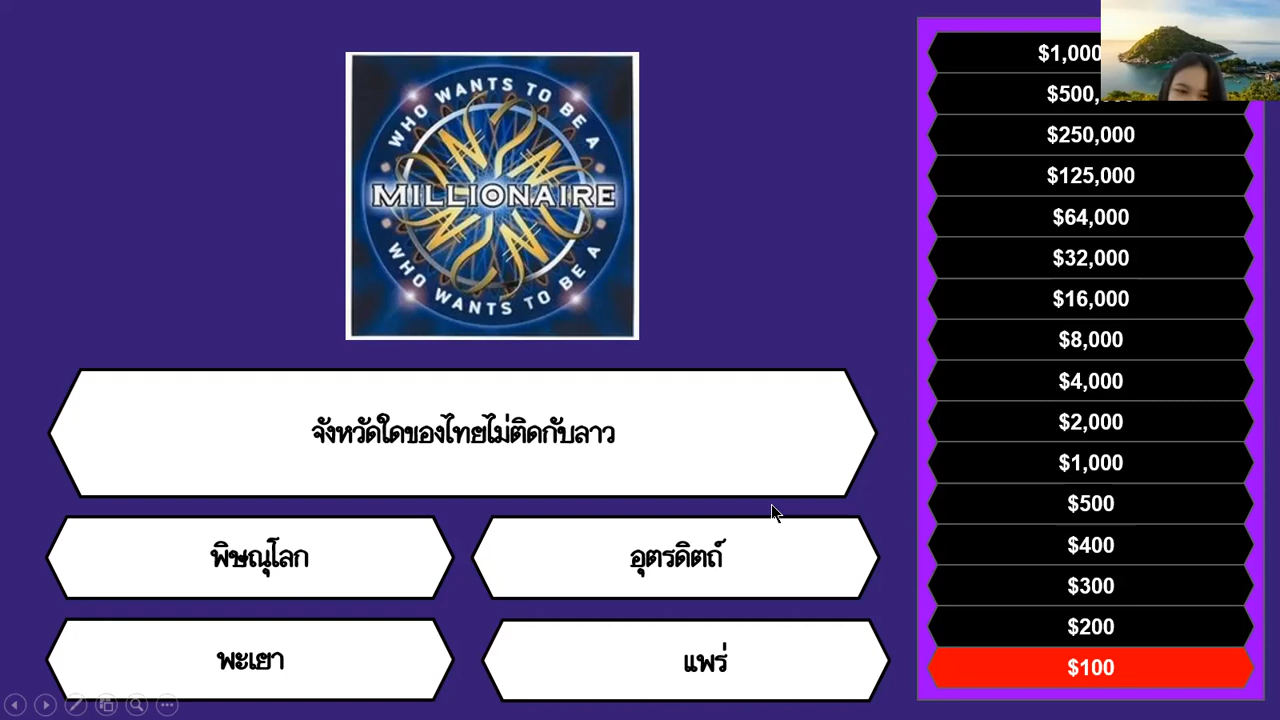 WHO WANTS TO BE A
MILLIONAIRE
WHO WANTS TO BE A
จังหวัดใดของไทยไม่ติดกับลาว
พิษณุโลก
อุตรดิตถ์
พะเยา
แพร่
$1,000
$500,
$250,000
$125,000
$64,000
$32,000
$16,000
$8,000
$4,000
$2,000
$1,000
$500
$400
$300
$200
$100